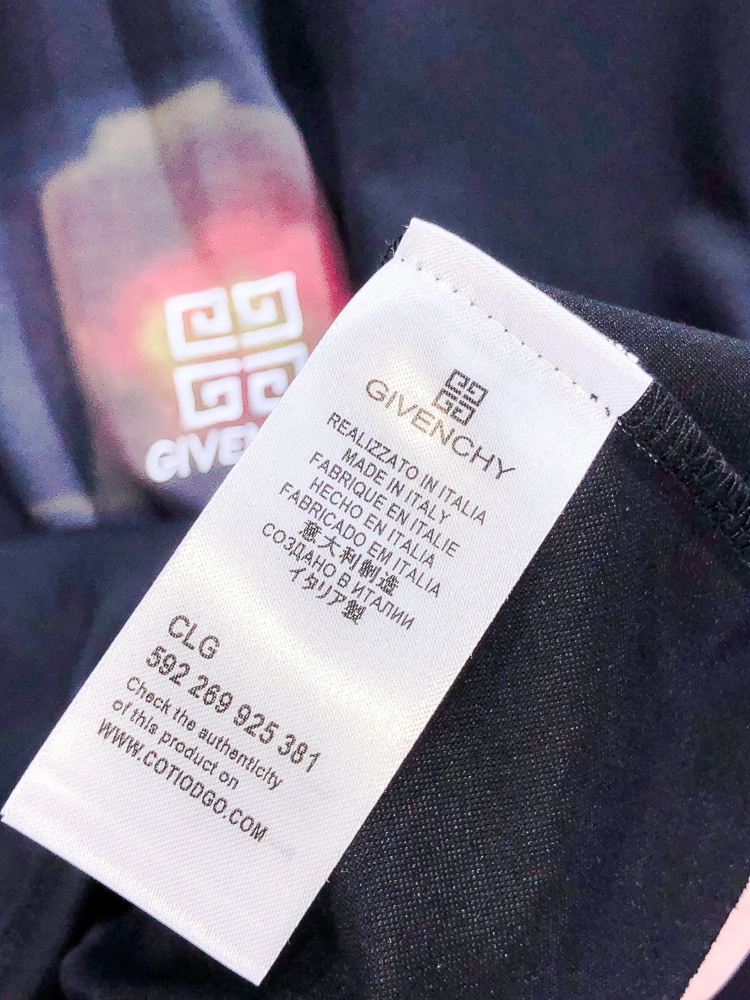 GIVENCHY
REALIZZATO IN ITALIA
MADE IN ITALY
FABRIQUE EN ITALIE
HECHO EN ITALIA
FABRICADO EM ITALIA
意大利制造
СОЗДАНО В ИТАЛИИ
イタリア製
CLG
592 269 925 381
Check the authenticity
of this product on
WWW.COTIODGO.COM
GIVEN